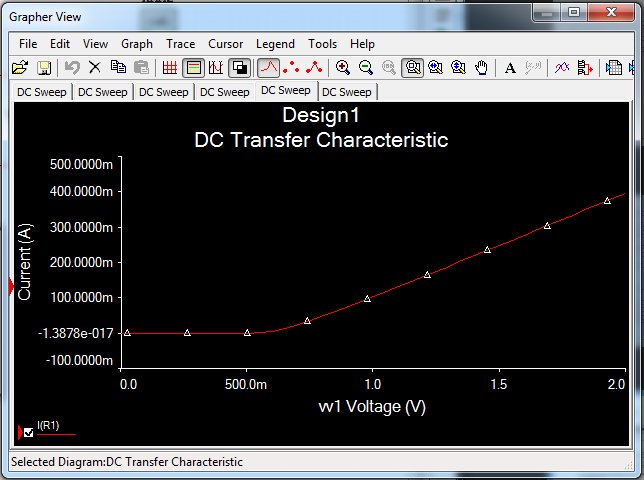 Grapher View
File Edit View Graph Trace Cursor Legend Tools Help
DC Sweep DC Sweep DC Sweep DC Sweep DC Sweep DC Sweep
Design1
DC Transfer Characteristic
Current (A)
500.0000m
400.0000m
300.0000m
200.0000m
100.0000m
-1.3878e-017
-100.0000m
0.0 500.0m 1.0 1.5 2.0
vv1 Voltage (V)
I(R1)
Selected Diagram:DC Transfer Characteristic